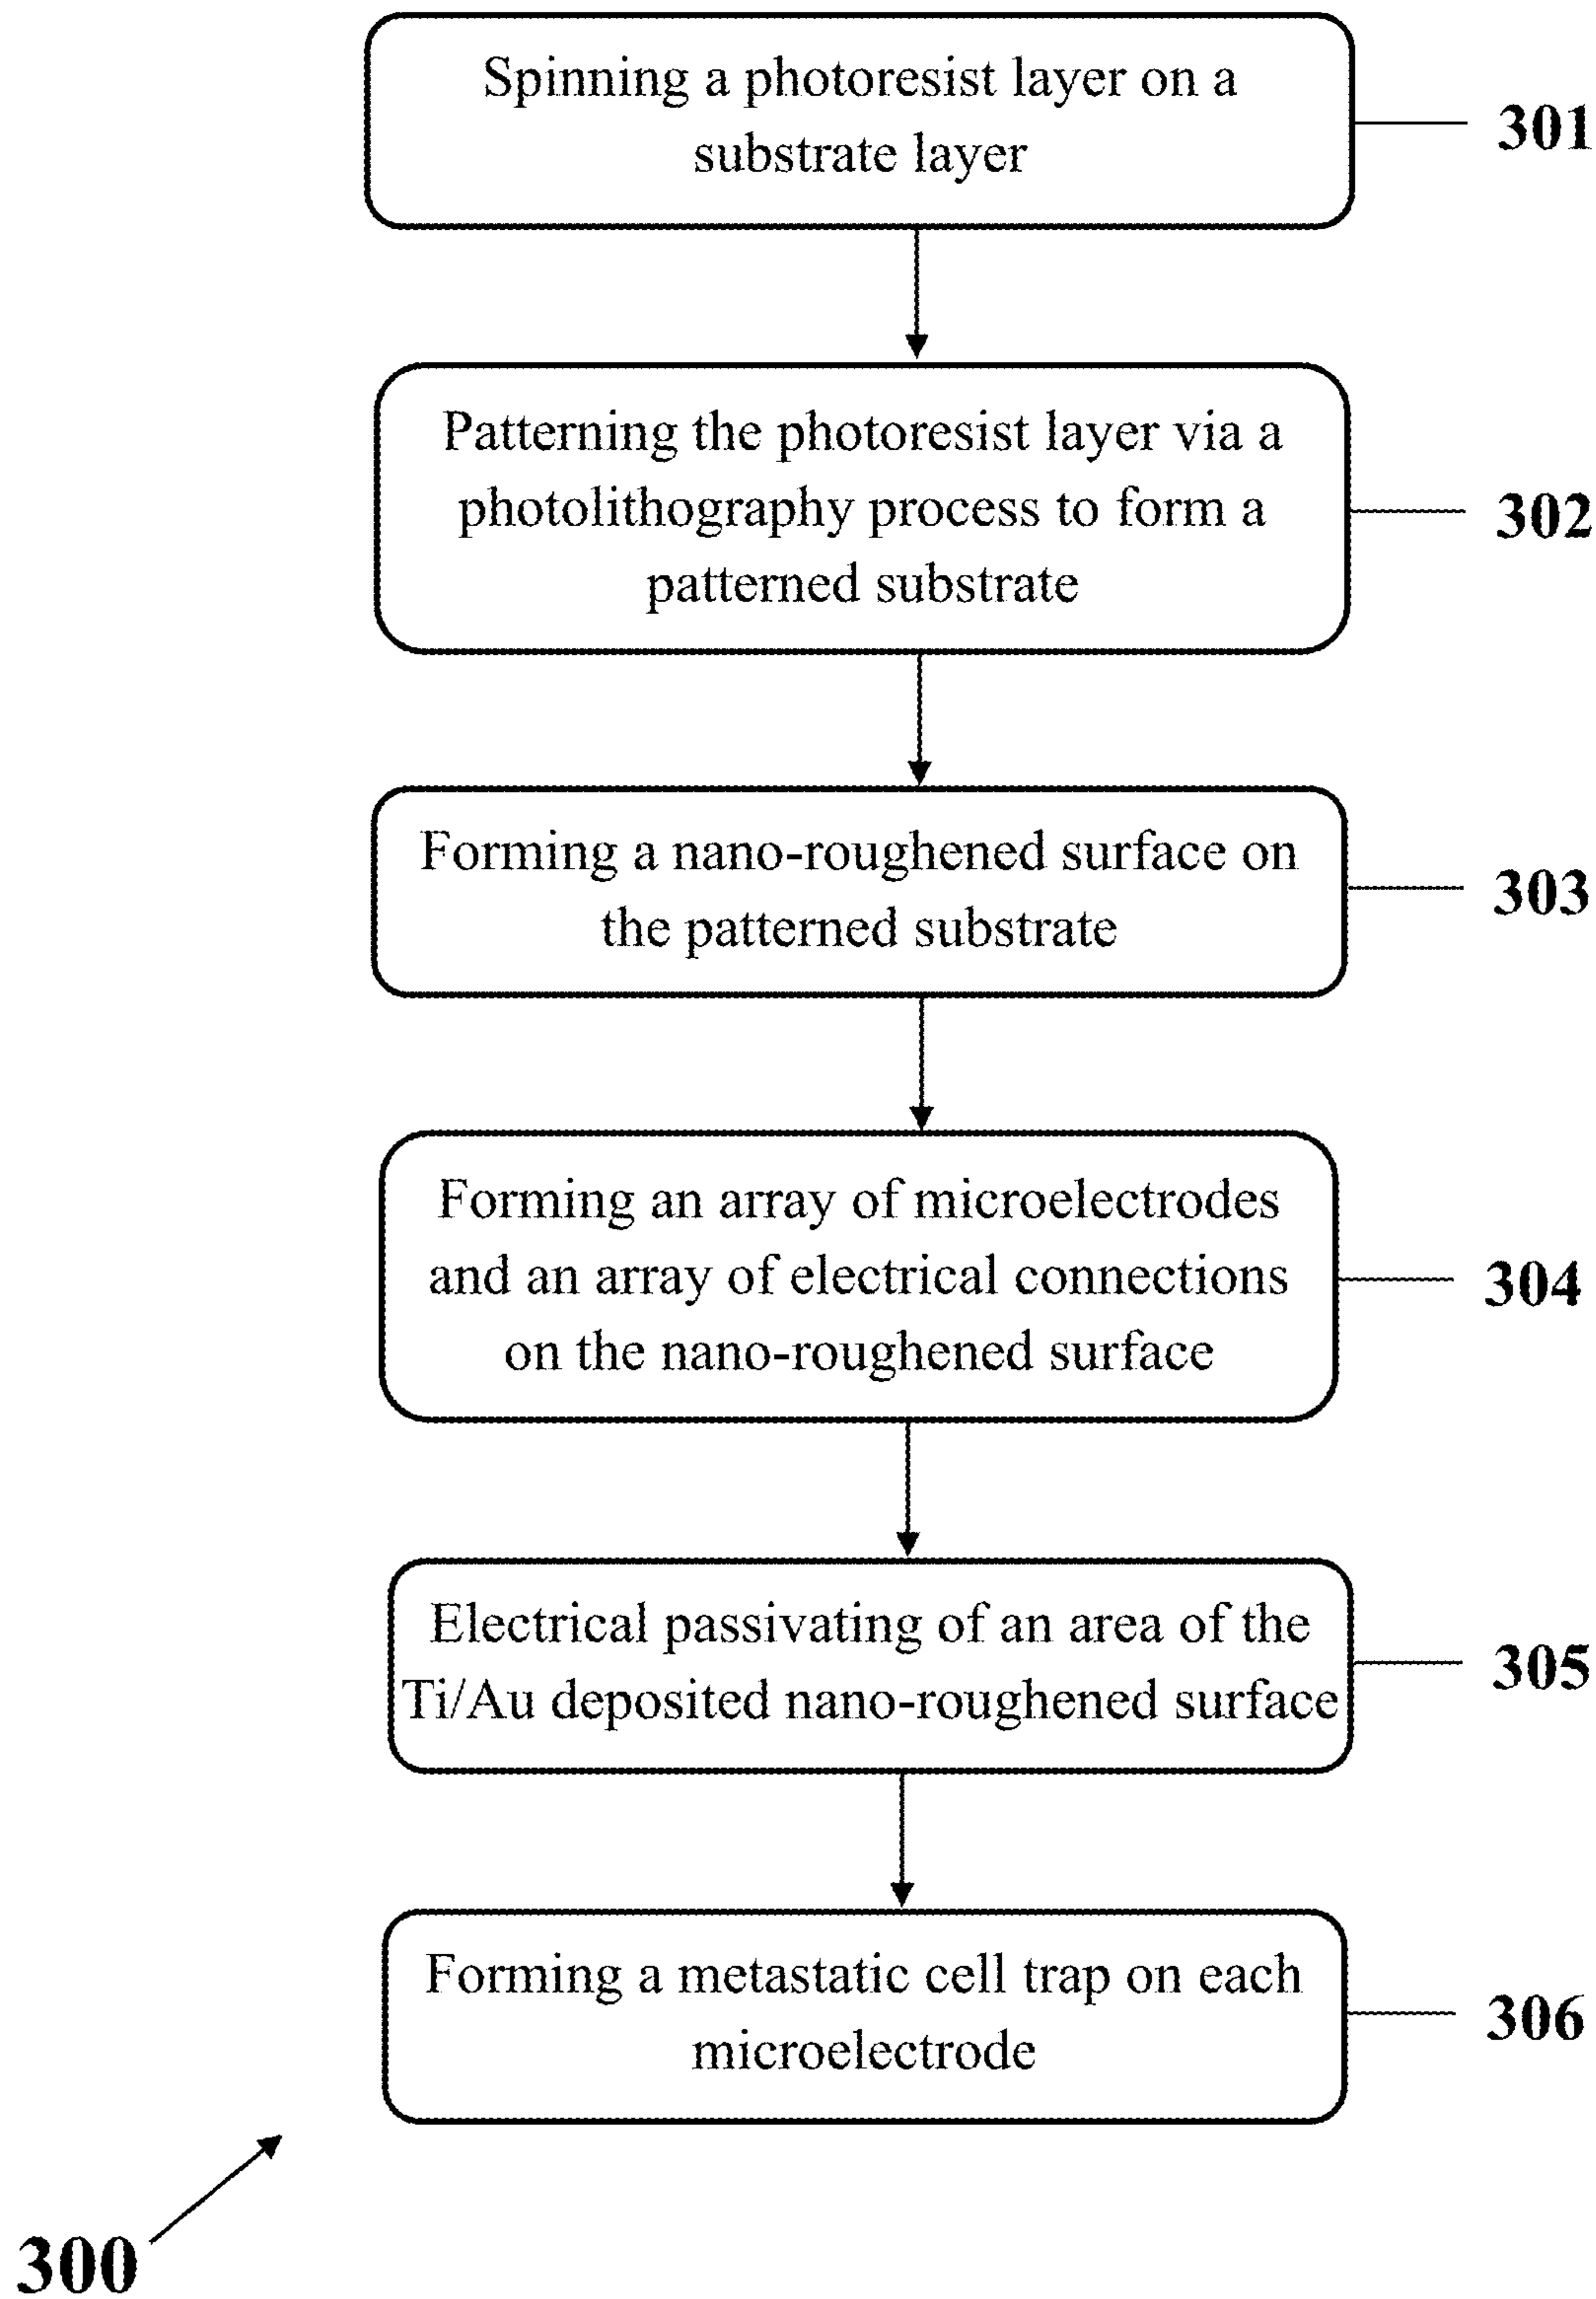 Spinning a photoresist layer on a
substrate layer
301
Patterning the photoresist layer via a
photolithography process to form a
patterned substrate
302
Forming a nano-roughened surface on
the patterned substrate
303
Forming an array of microelectrodes
and an array of electrical connections
on the nano-roughened surface
304
Electrical passivating of an area of the
Ti/Au deposited nano-roughened surface
305
Forming a metastatic cell trap on each
microelectrode
306
300